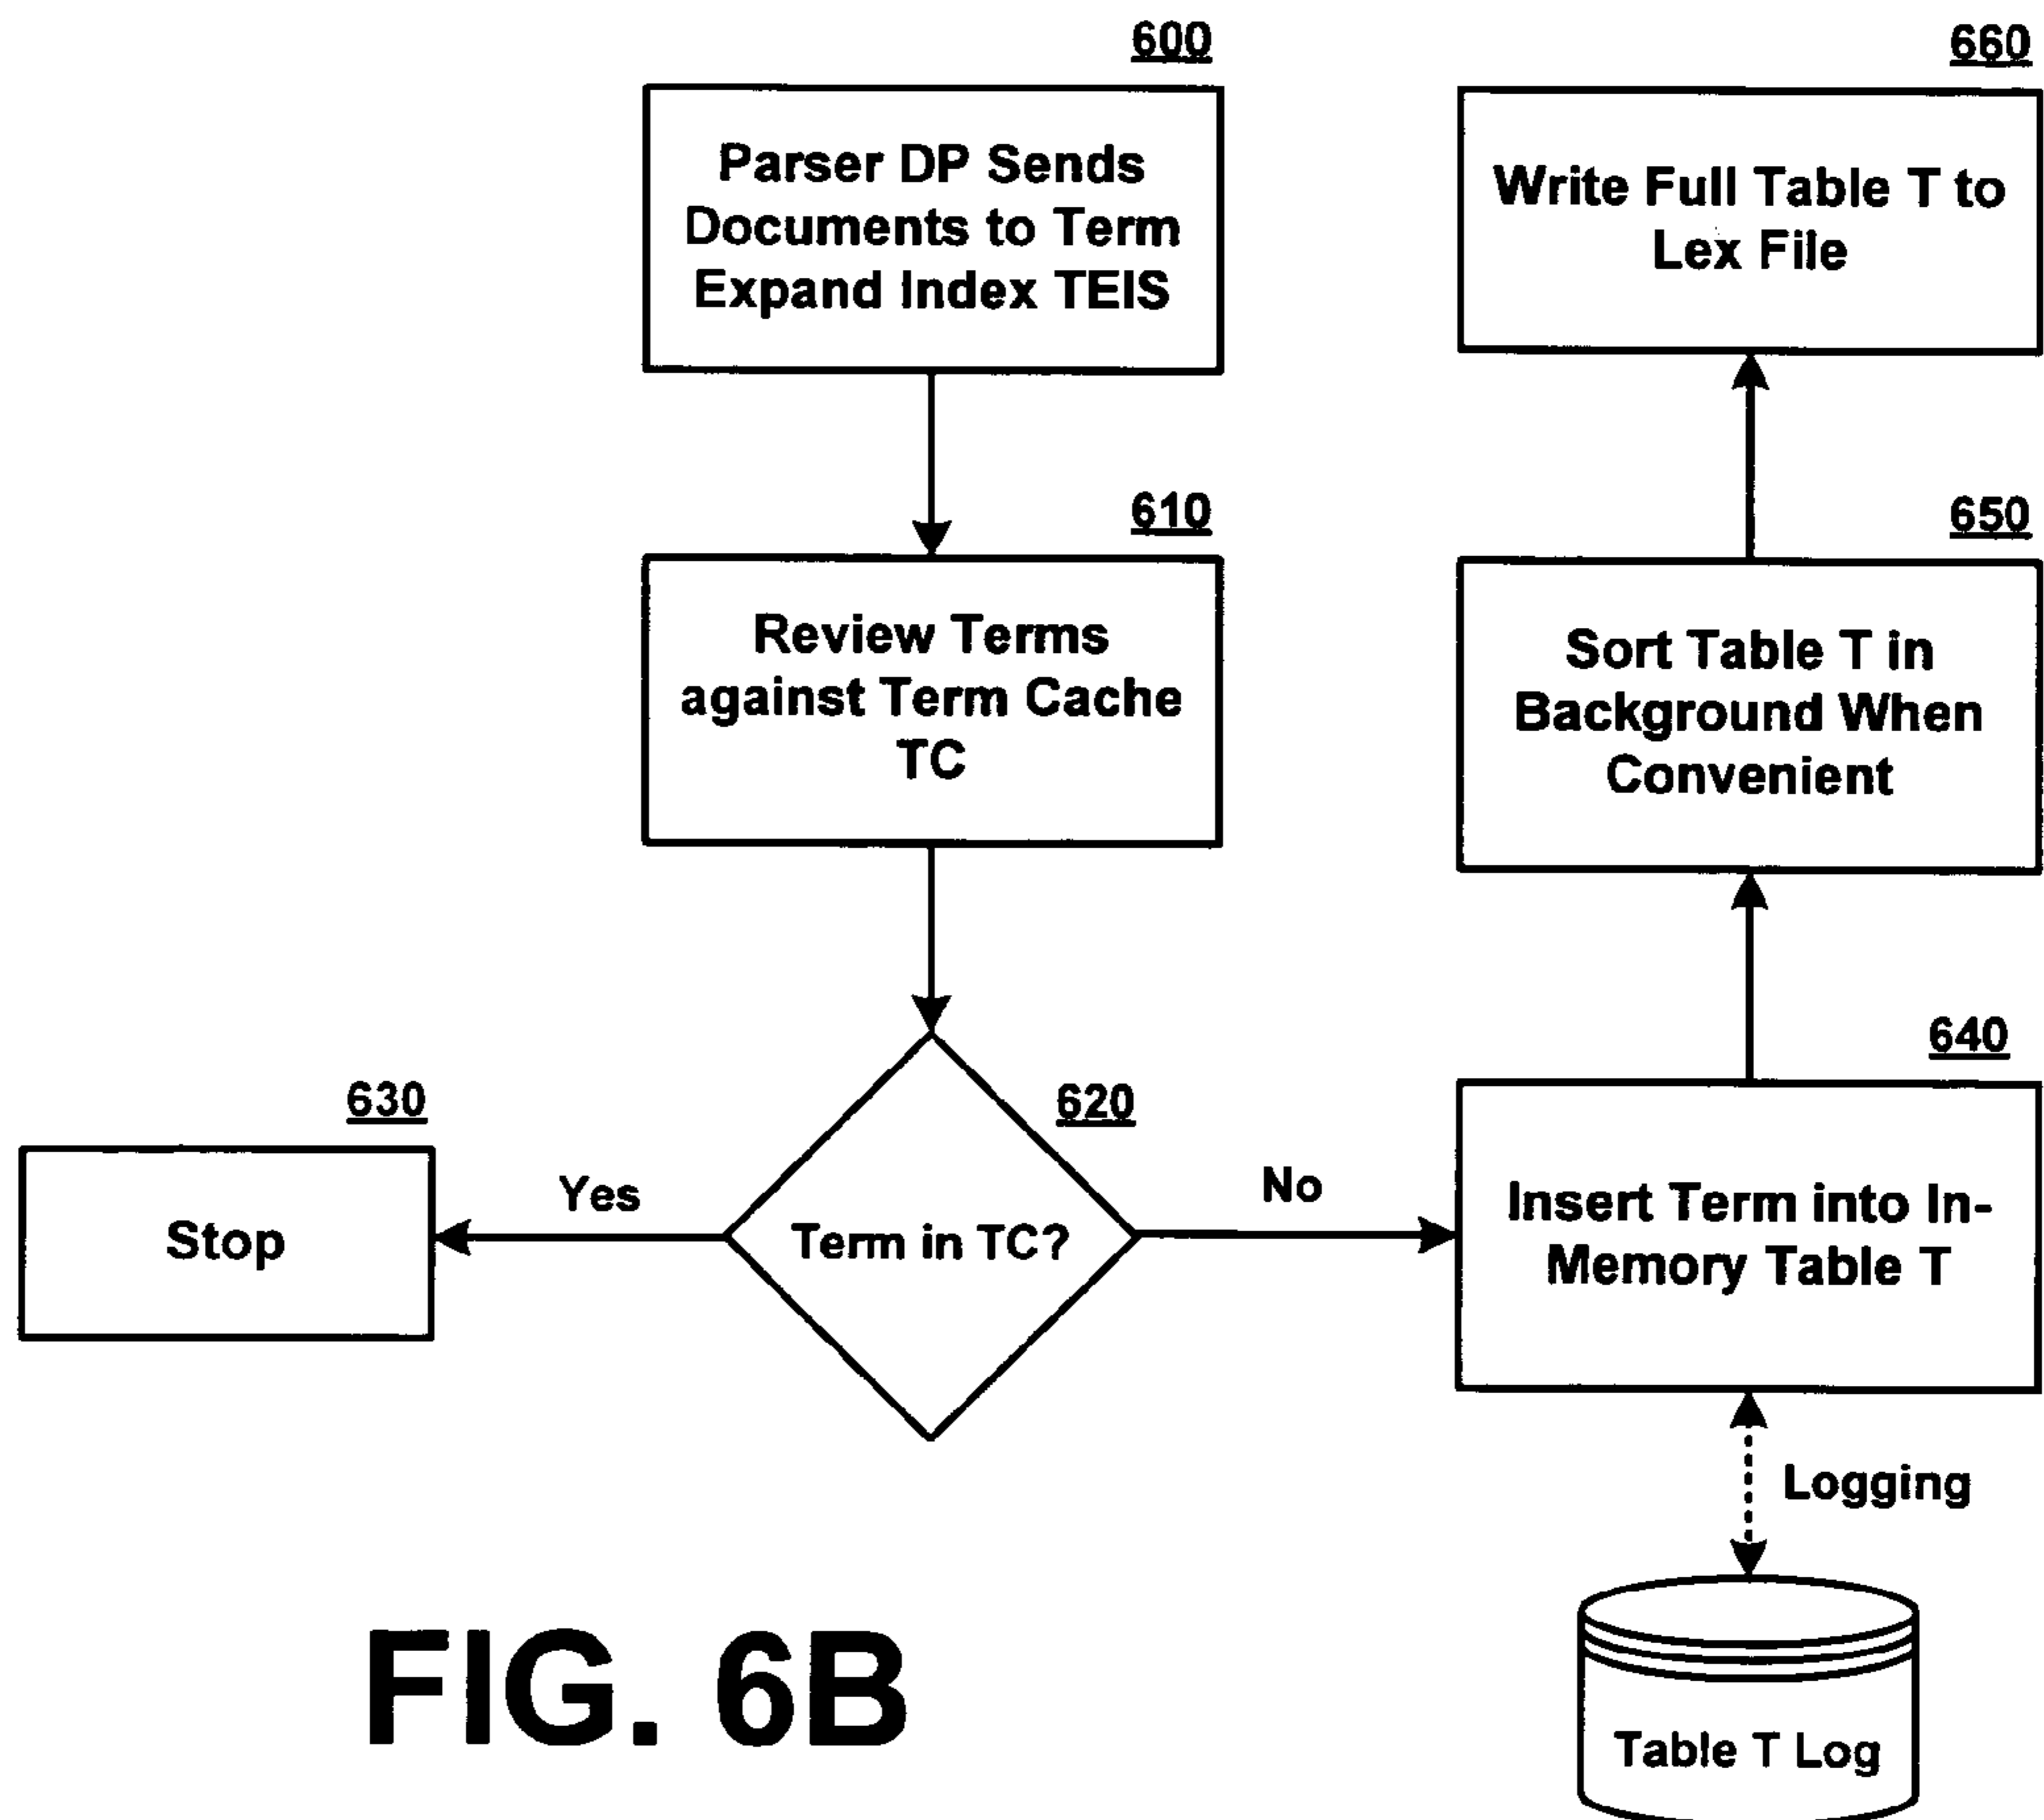 600
Parser DP Sends
Documents to Term
Expand Index TEIS
610
Review Terms
against Term Cache
TC
620
Term in TC?
Yes
630
Stop
No
640
Insert Term into In-
Memory Table T
Logging
Table T Log
650
Sort Table T in
Background When
Convenient
660
Write Full Table T to
Lex File
FIG. 6B